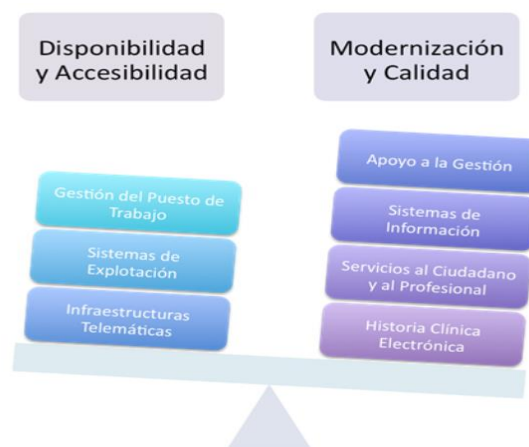 Disponibilidad
y Accesibilidad
Modernización
y Calidad
Gestión del Puesto de
Trabajo
Sistemas de
Explotación
Infraestructuras
Telemáticas
Apoyo a la Gestión
Sistemas de
Información
Servicios al Ciudadano
y al Profesional
Historia Clínica
Electrónica